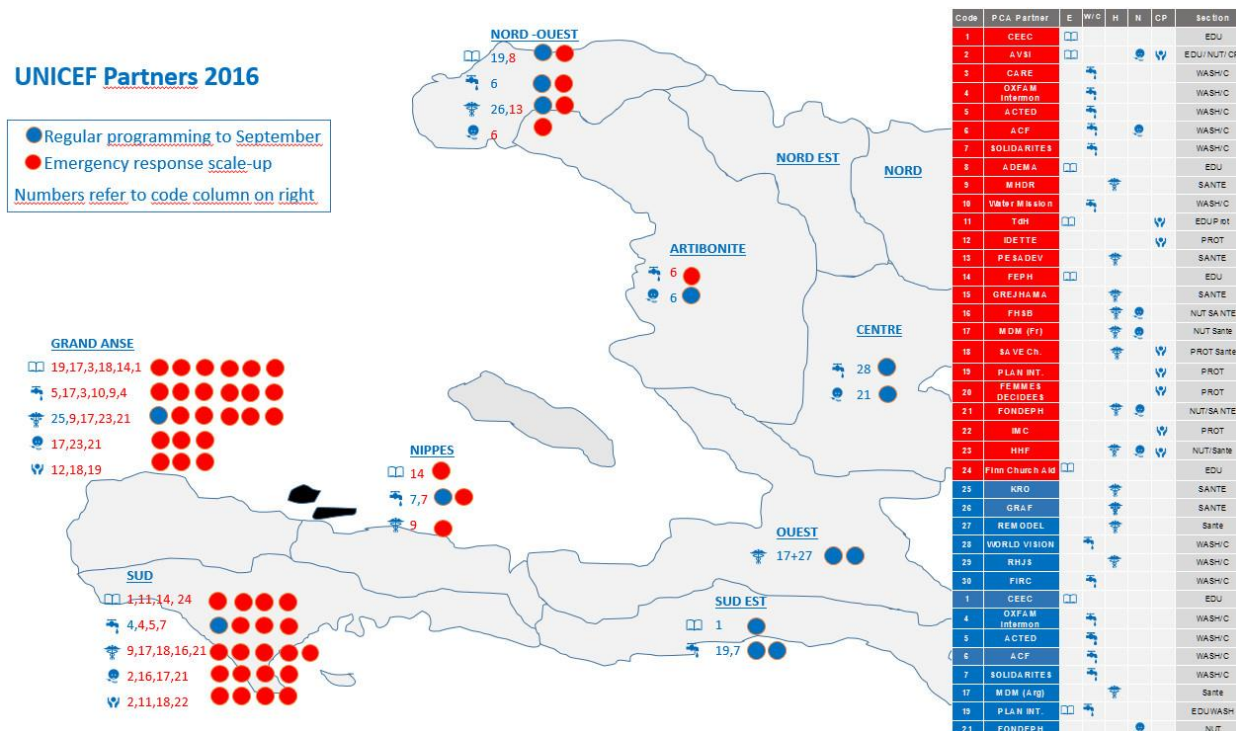 UNICEF Partners 2016
Regular programming to September
Emergency response scale-up
Numbers refer to code column on right
NORD -OUEST
19,8
6
26,13
6
NORD EST
NORD
ARTIBONITE
6
6
CENTRE
28
21
GRAND ANSE
19,17,3,18,14,1
5,17,3,10,9,4
25,9,17,23,21
17,23,21
12,18,19
NIPPES
14
7,7
9
OUEST
17+27
SUD
1,11,14, 24
4,4,5,7
9,17,18,16,21
2,16,17,21
2,11,18,22
SUD EST
1
19,7
Code PCA Partner E W/C H N CP Section
1 CEEC EDU
2 AVSI EDU/NUT/CP
3 CARE WASH/C
4 OXFAM Intermon WASH/C
5 ACTED WASH/C
6 ACF WASH/C
7 SOLIDARITES WASH/C
8 ADEMA EDU
9 MHDR SANTE
10 Water Mission WASH/C
11 TdH EDUProt
12 IDETTE PROT
13 PESADEV SANTE
14 FEPH EDU
15 GREJHAMA SANTE
16 FHSB NUT SANTE
17 MDM (Fr) NUT Sante
18 SAVE Ch. PROT Sante
19 PLAN INT. PROT
20 FEMMES DECIDEES PROT
21 FONDEPH NUT/SANTE
22 IMC PROT
23 HHF NUT/Sante
24 Finn Church Aid EDU
25 KRO SANTE
26 GRAF SANTE
27 REMODEL Sante
28 WORLD VISION WASH/C
29 RHJS WASH/C
30 FIRC WASH/C
1 CEEC EDU
4 OXFAM Intermon WASH/C
5 ACTED WASH/C
6 ACF WASH/C
7 SOLIDARITES WASH/C
17 MDM (Arg) Sante
19 PLAN INT. EDUWASH
21 FONDEPH NUT